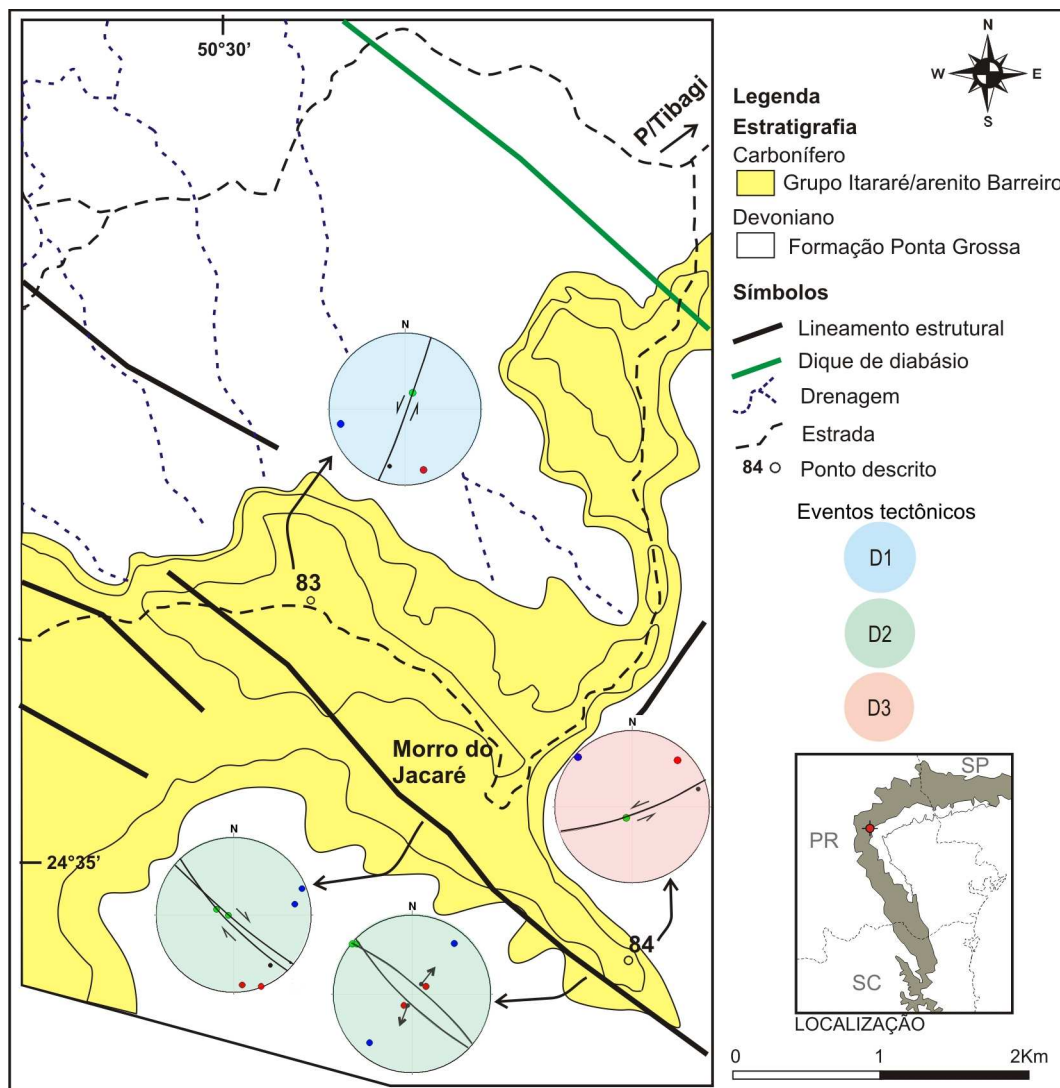 50°30'
P/Tibagi
N
83
Morro do
Jacaré
N
24°35'
N
N
84
N
W
E
S
Legenda
Estratigrafia
Carbonífero
Grupo Itararé/arenito Barreiro
Devoniano
Formação Ponta Grossa
Símbolos
Lineamento estrutural
Dique de diabásio
Drenagem
Estrada
84 Ponto descrito
Eventos tectônicos
D1
D2
D3
SP
PR
SC
LOCALIZAÇÃO
0 1 2Km